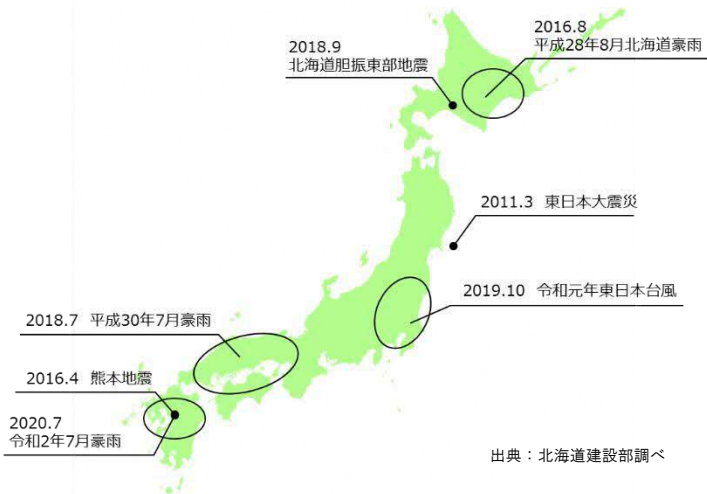 2016.8
平成28年8月北海道豪雨
2018.9
北海道胆振東部地震
2011.3 東日本大震災
2019.10 令和元年東日本台風
2018.7 平成30年7月豪雨
2016.4 熊本地震
2020.7
令和2年7月豪雨
出典：北海道建設部調べ